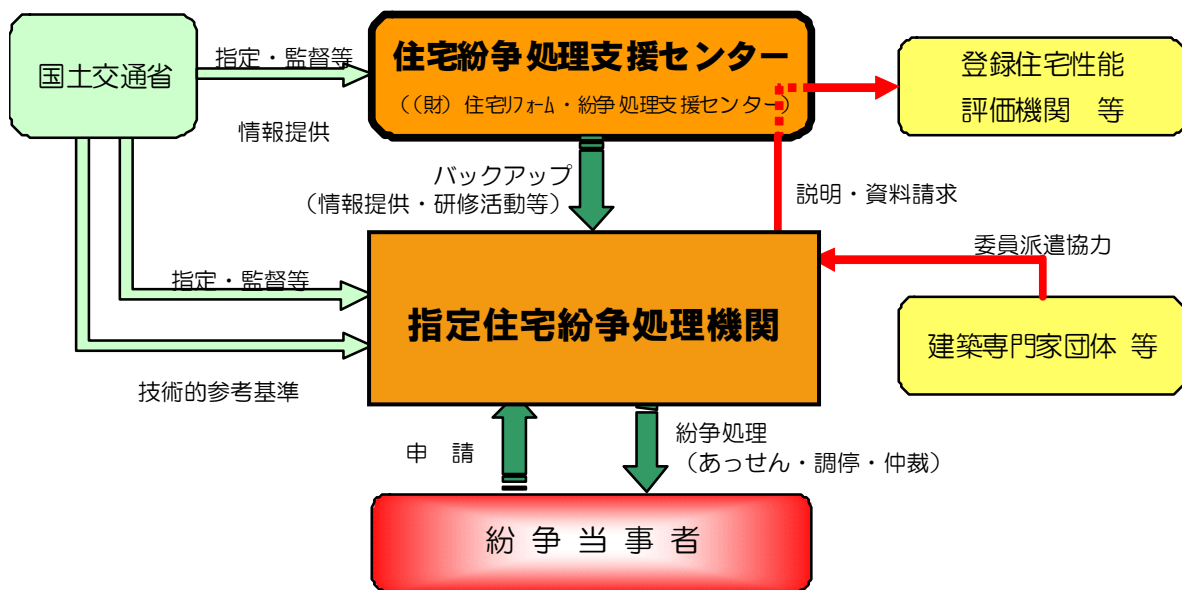 国土交通省
指定・監督等
情報提供
住宅紛争処理支援センター
((財)住宅リフォーム・紛争処理支援センター)
登録住宅性能
評価機関 等
バックアップ
(情報提供・研修活動等)
説明・資料請求
委員派遣協力
指定・監督等
指定住宅紛争処理機関
建築専門家団体 等
技術的参考基準
申 請
紛争処理
(あっせん・調停・仲裁)
紛 争 当 事 者